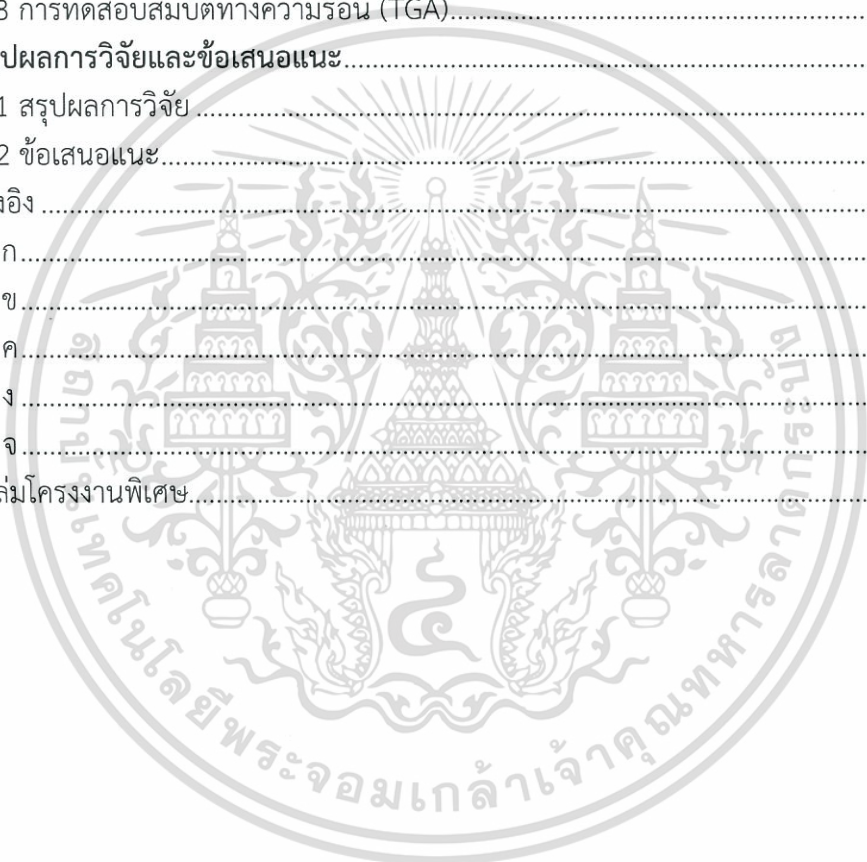 3 การทดสอบสมบัติทางความร้อน (TGA)
ปผลการวิจัยและข้อเสนอแนะ
1 สรุปผลการวิจัย
2 ข้อเสนอแนะ
งอิง
ก
ข
ค
ง
จ
ล่มโครงงานพิเศษ
สถาบันเทคโนโลยีพระจอมเกล้าเจ้าคุณทหารลาดกระบัง